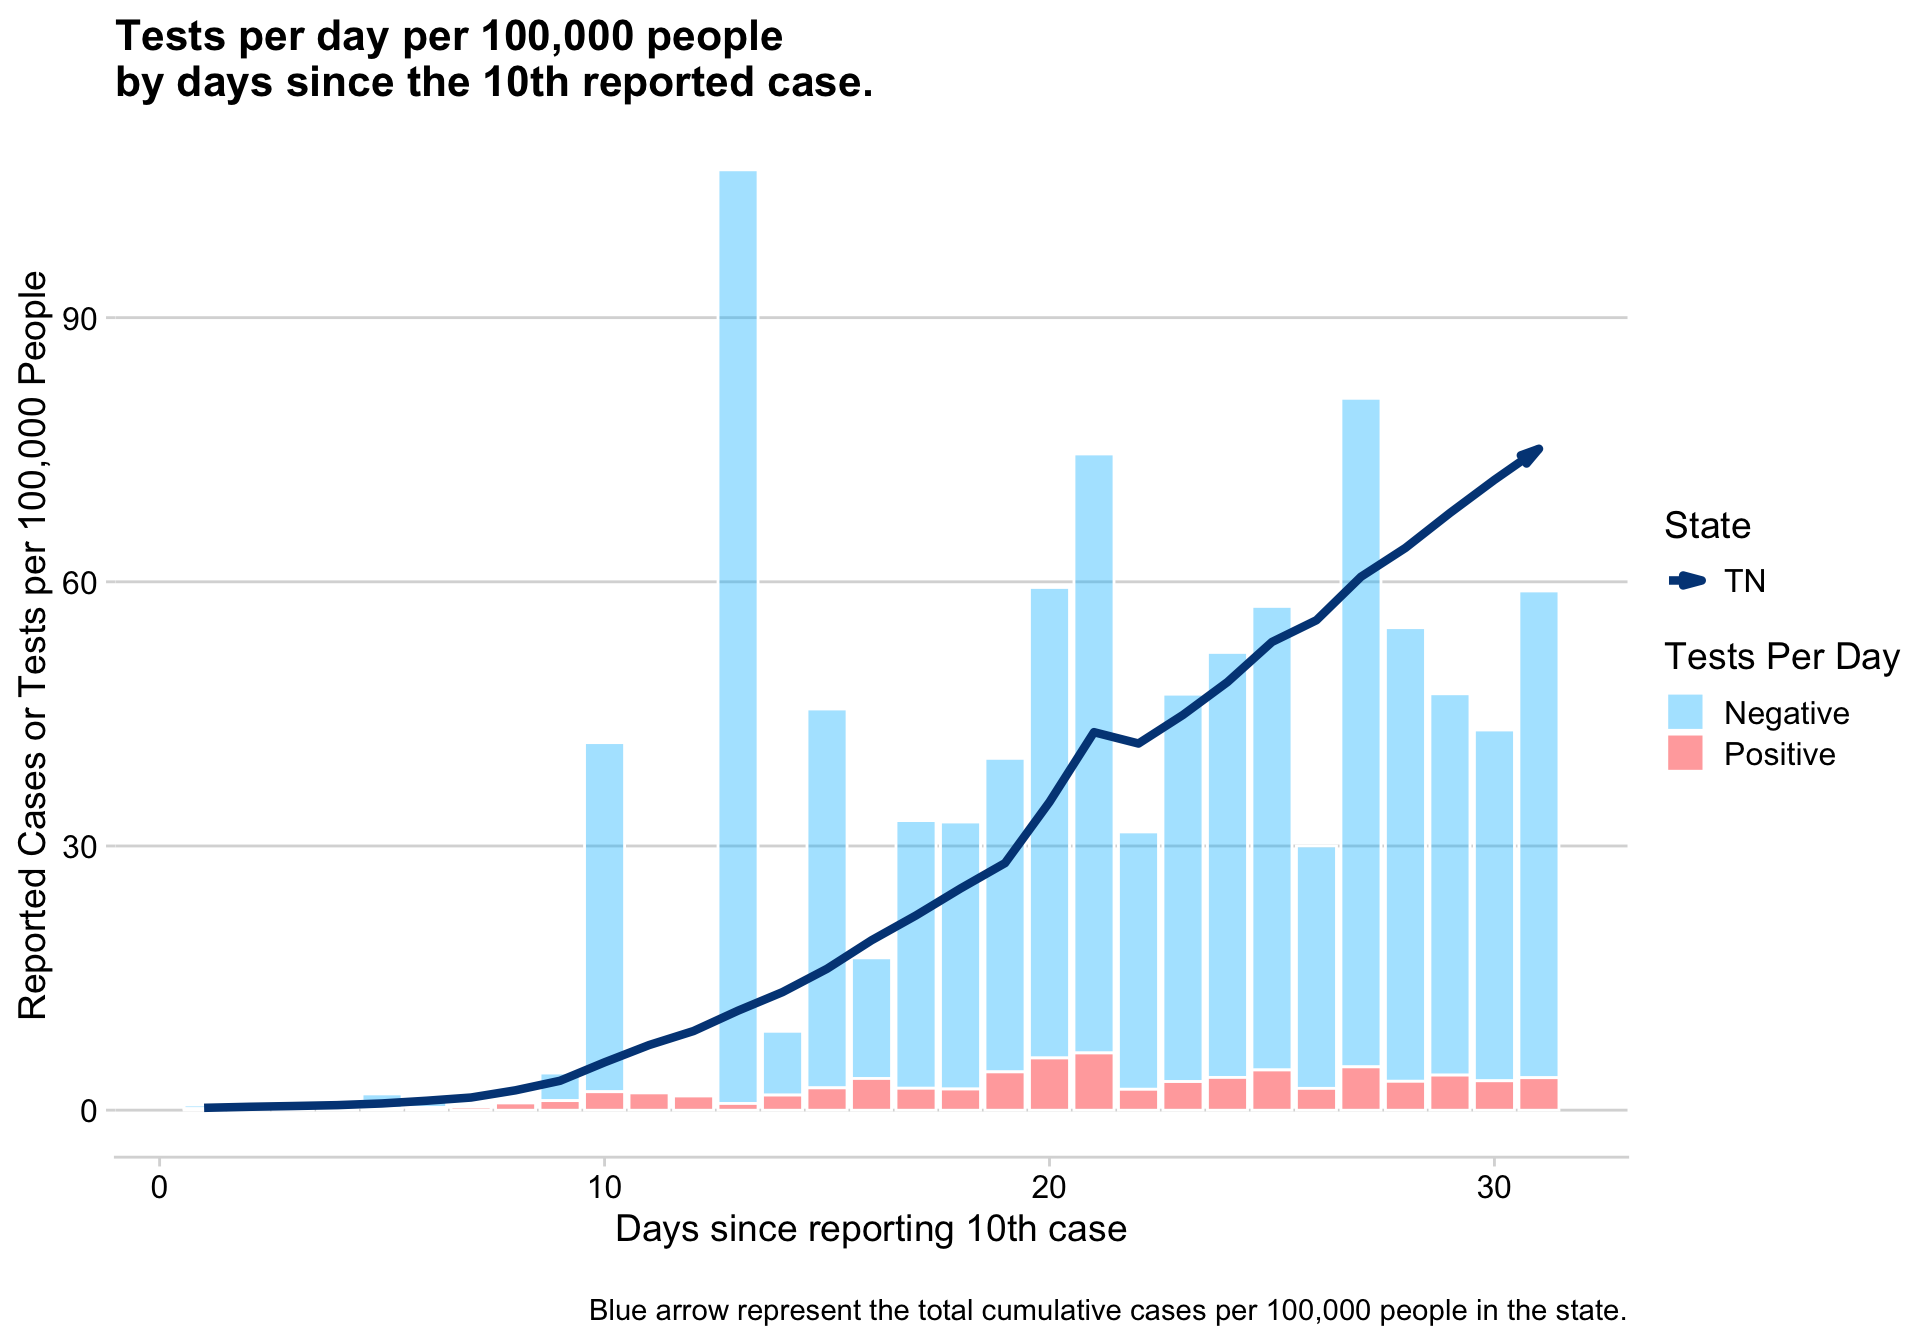 Tests per day per 100,000 people
by days since the 10th reported case.
Reported Cases or Tests per 100,000 People
90
60
30
0
0
10
20
30
Days since reporting 10th case
State
TN
Tests Per Day
Negative
Positive
Blue arrow represent the total cumulative cases per 100,000 people in the state.